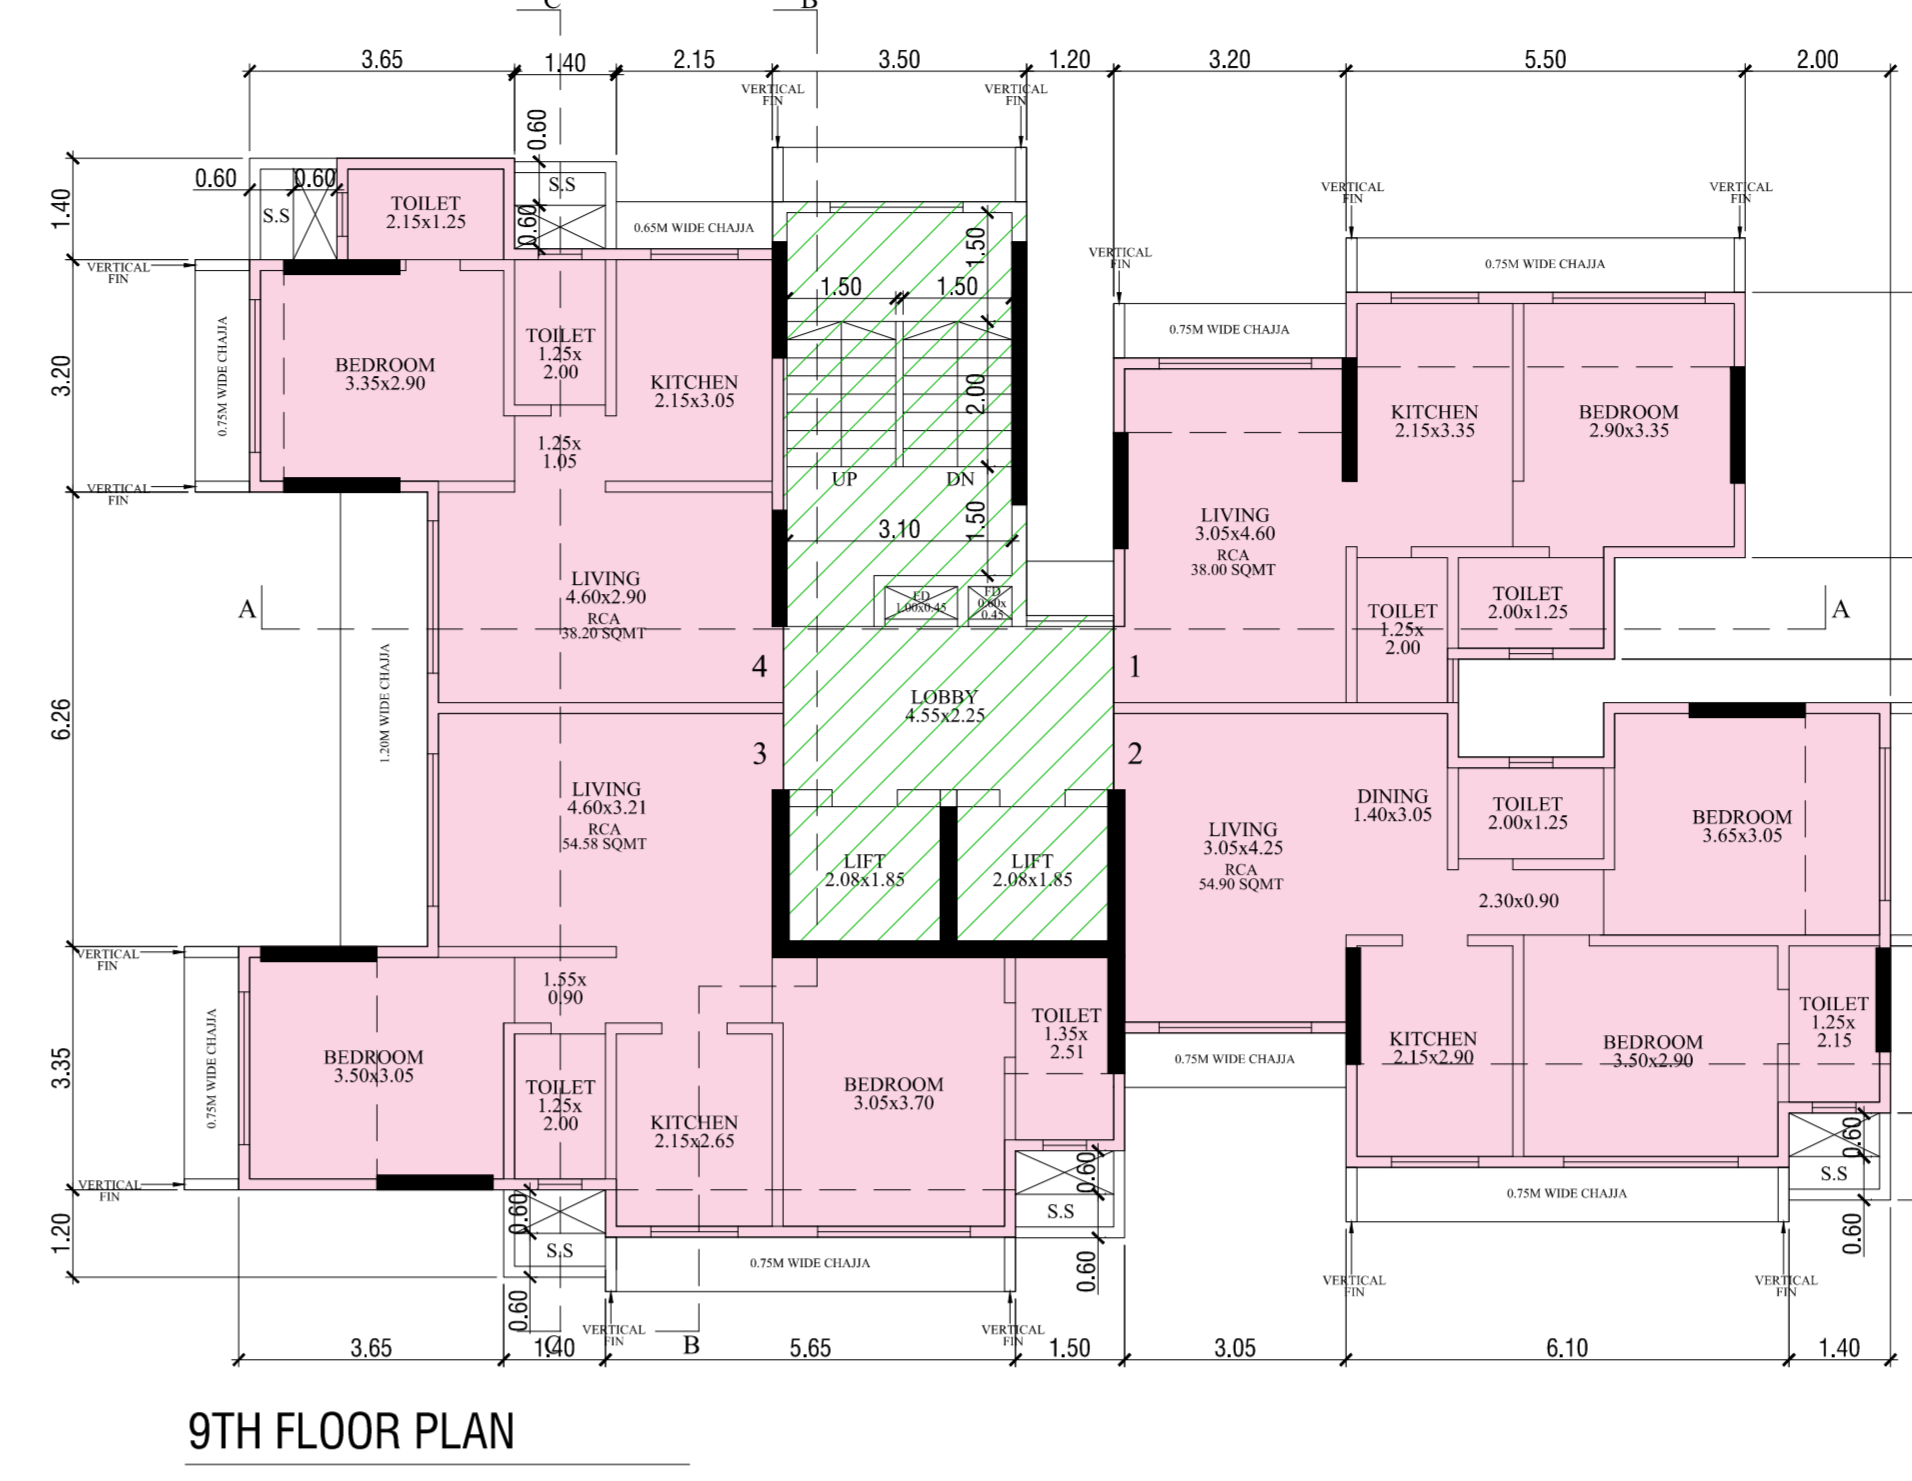 C
B
3.65
1.40
2.15
3.50
1.20
3.20
5.50
2.00
VERTICAL
FIN
VERTICAL
FIN
0.60
VERTICAL
FIN
VERTICAL
FIN
1.40
0.60
0.60
S.S
TOILET
2.15x1.25
S.S
0.60
0.65M WIDE CHAJJA
1.50
VERTICAL
FIN
0.75M WIDE CHAJJA
VERTICAL
FIN
1.50
1.50
0.75M WIDE CHAJJA
3.20
0.75M WIDE CHAJJA
BEDROOM
3.35x2.90
TOILET
1.25x
2.00
KITCHEN
2.15x3.05
2.00
KITCHEN
2.15x3.35
BEDROOM
2.90x3.35
1.25x
1.05
UP
DN
VERTICAL
FIN
1.50
3.10
LIVING
3.05x4.60
RCA
38.00 SQMT
LIVING
4.60x2.90
RCA
38.20 SQMT
FD
1.00x0.45
FD
0.60x
0.45
TOILET
2.00x1.25
TOILET
1.25x
2.00
A
A
4
1
1.20M WIDE CHAJJA
6.26
LOBBY
4.55x2.25
3
2
LIVING
4.60x3.21
RCA
54.58 SQMT
DINING
1.40x3.05
TOILET
2.00x1.25
BEDROOM
3.65x3.05
LIVING
3.05x4.25
RCA
54.90 SQMT
LIFT
2.08x1.85
LIFT
2.08x1.85
2.30x0.90
VERTICAL
FIN
1.55x
0.90
3.35
0.75M WIDE CHAJJA
BEDROOM
3.50x3.05
TOILET
1.25x
2.00
KITCHEN
2.15x2.65
BEDROOM
3.05x3.70
TOILET
1.35x
2.51
0.75M WIDE CHAJJA
KITCHEN
2.15x2.90
BEDROOM
3.50x2.90
TOILET
1.25x
2.15
VERTICAL
FIN
0.60
0.60
0.60
S.S
S.S
S.S
0.75M WIDE CHAJJA
1.20
0.60
0.60
0.60
0.75M WIDE CHAJJA
VERTICAL
FIN
VERTICAL
FIN
VERTICAL
FIN
VERTICAL
FIN
C
B
3.65
1.40
5.65
1.50
3.05
6.10
1.40
9TH FLOOR PLAN